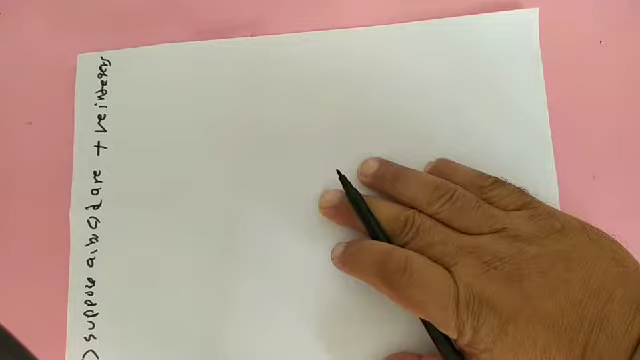 ) suppose a,b,c,d are +ve integers